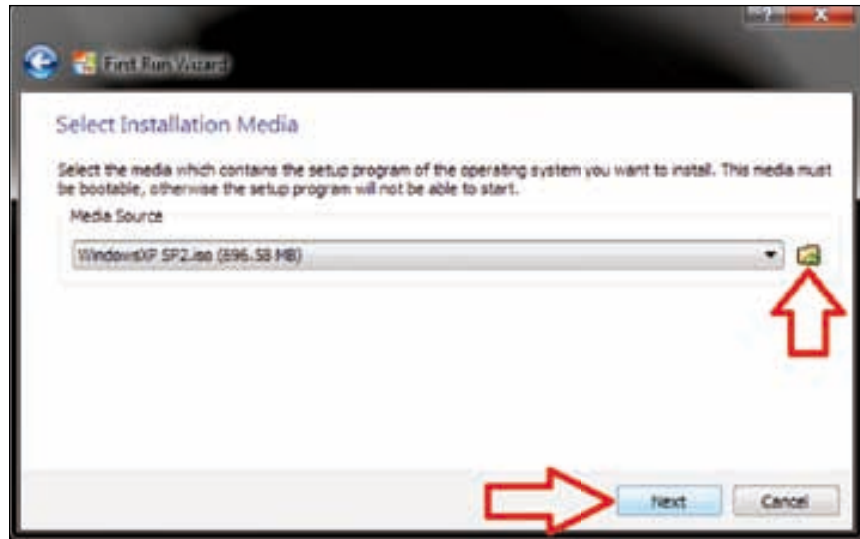 First Run Wizard
Select Installation Media
Select the media which contains the setup program of the operating system you want to install. This media must
be bootable, otherwise the setup program will not be able to start.
Media Source
WindowsXP SP2.iso (596.58 MB)
Next
Cancel